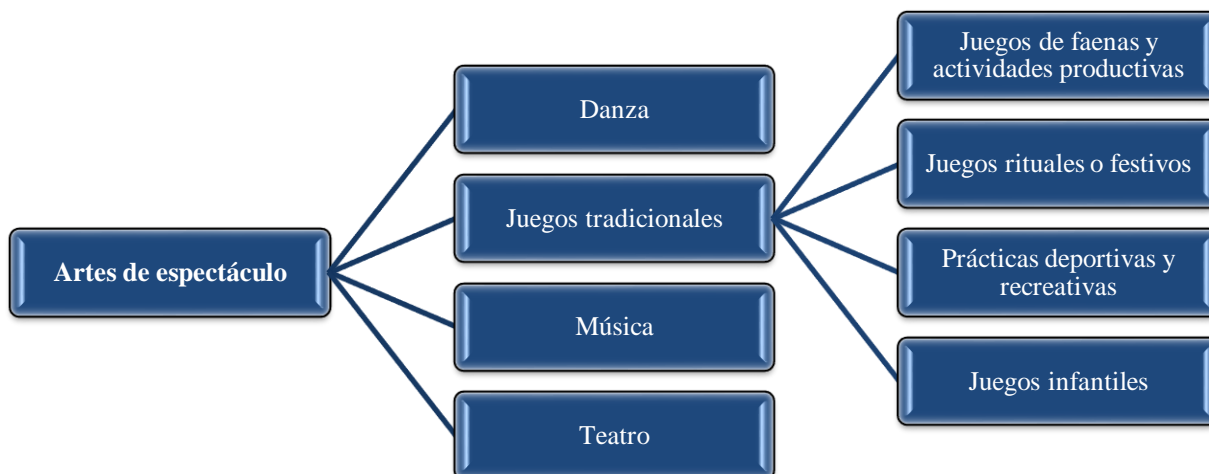 Artes de espectáculo
Danza
Juegos tradicionales
Música
Teatro
Juegos de faenas y
actividades productivas
Juegos rituales o festivos
Prácticas deportivas y
recreativas
Juegos infantiles